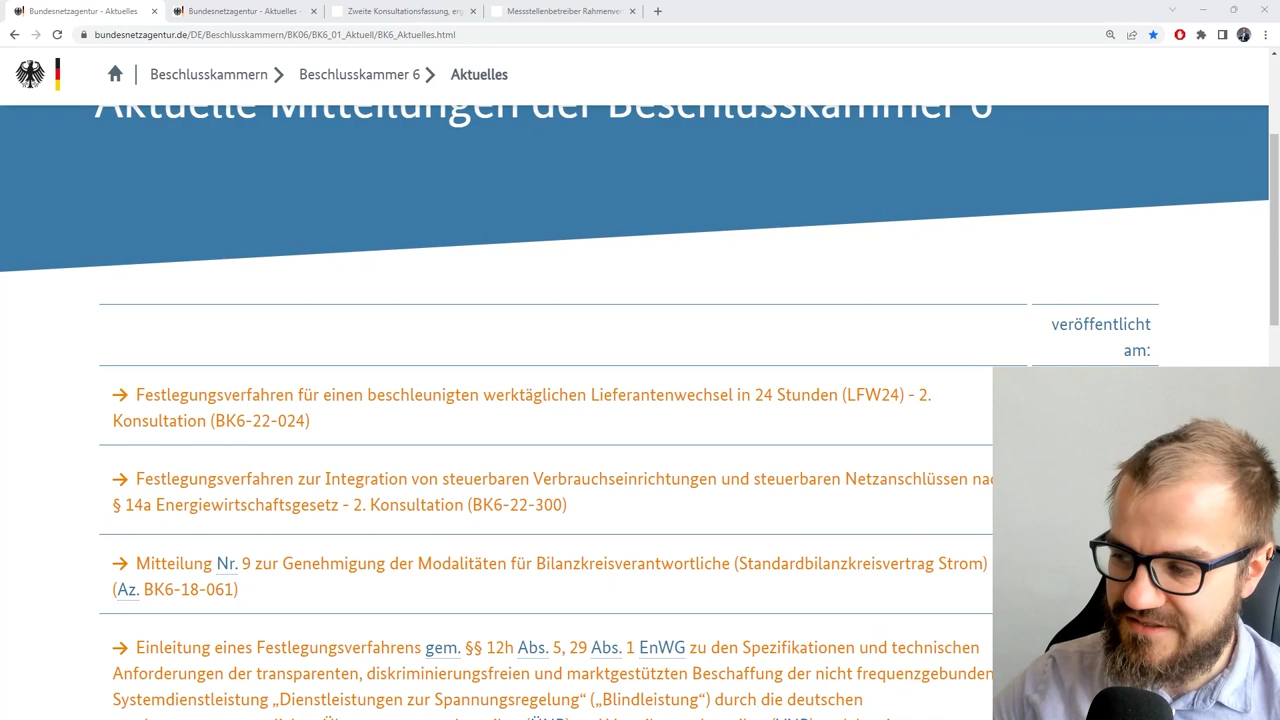 Bundesnetzagentur - Aktuelles
Bundesnetzagentur - Aktuelles -
Zweite Konsultationsfassung, erg
Messstellenbetreiber Rahmenver
bundesnetzagentur.de/DE/Beschlusskammern/BK06/BK6_01_Aktuell/BK6_Aktuelles.html
Beschlusskammern
Beschlusskammer 6
Aktuelles
Aktuelle Mitteilungen der Beschlusskammer 6
veröffentlicht
am:
→ Festlegungsverfahren für einen beschleunigten werktäglichen Lieferantenwechsel in 24 Stunden (LFW24) - 2.
Konsultation (BK6-22-024)
→ Festlegungsverfahren zur Integration von steuerbaren Verbrauchseinrichtungen und steuerbaren Netzanschlüssen nac
§ 14a Energiewirtschaftsgesetz - 2. Konsultation (BK6-22-300)
→ Mitteilung Nr. 9 zur Genehmigung der Modalitäten für Bilanzkreisverantwortliche (Standardbilanzkreisvertrag Strom)
(Az. BK6-18-061)
→ Einleitung eines Festlegungsverfahrens gem. §§ 12h Abs. 5, 29 Abs. 1 EnWG zu den Spezifikationen und technischen
Anforderungen der transparenten, diskriminierungsfreien und marktgestützten Beschaffung der nicht frequenzgebunden
Systemdienstleistung „Dienstleistungen zur Spannungsregelung“ („Blindleistung“) durch die deutschen